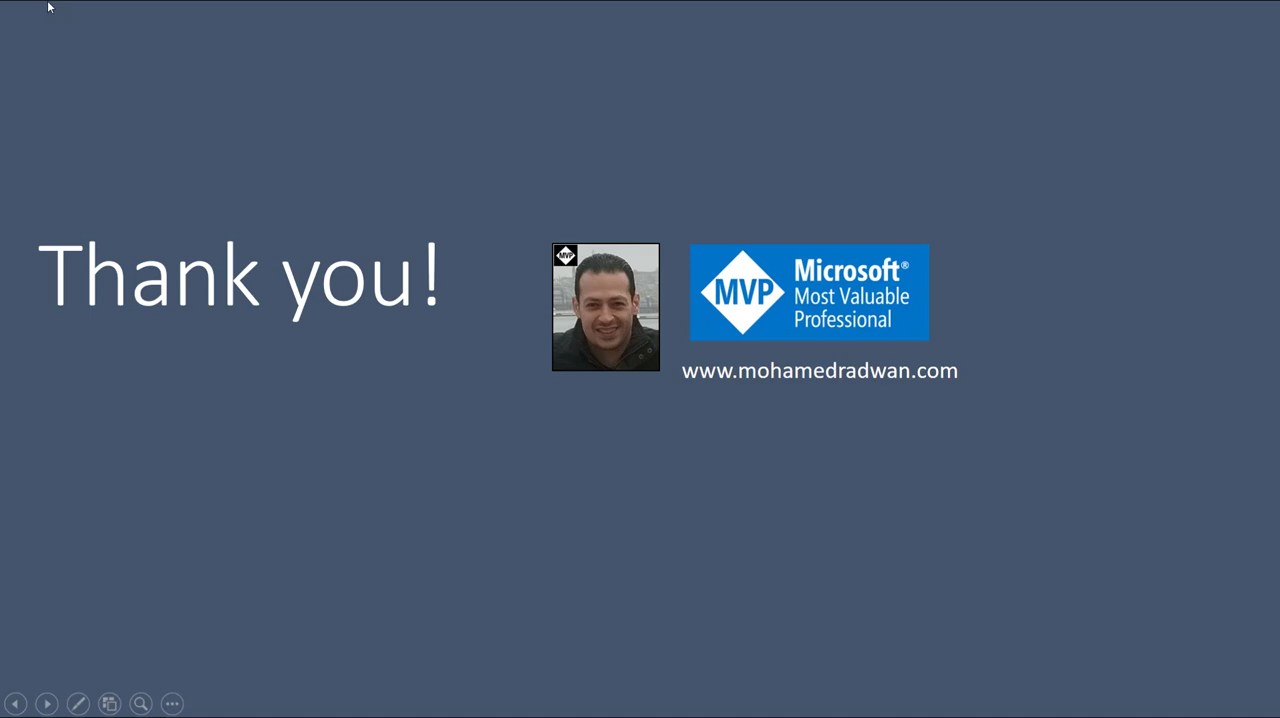 Thank you!
MVP
MVP
Microsoft®
Most Valuable
Professional
www.mohamedradwan.com